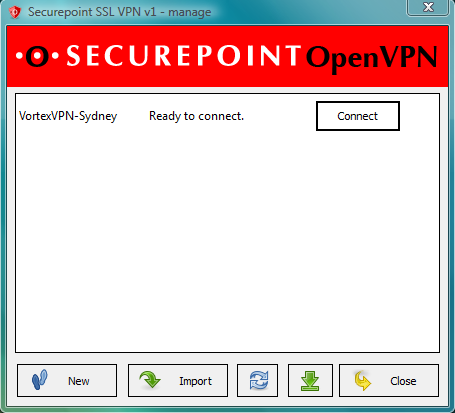 Securepoint SSL VPN v1 - manage
SECUREPOINT OpenVPN
VortexVPN-Sydney Ready to connect. Connect
New Import Close